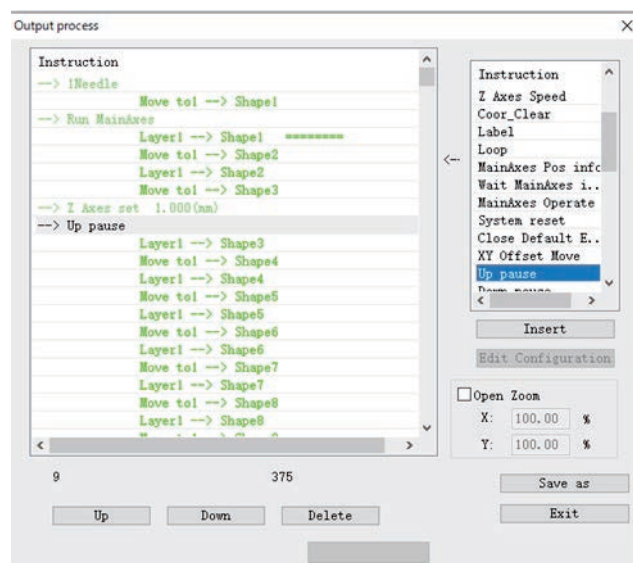 Output process
Instruction
--> 1Needle
Move to1 --> Shape1
--> Run MainAxes
Layer1 --> Shape1 ========
Move to1 --> Shape2
Layer1 --> Shape2
Move to1 --> Shape3
--> Z Axes set 1.000(mm)
--> Up pause
Layer1 --> Shape3
Move to1 --> Shape4
Layer1 --> Shape4
Move to1 --> Shape5
Layer1 --> Shape5
Move to1 --> Shape6
Layer1 --> Shape6
Move to1 --> Shape7
Layer1 --> Shape7
Move to1 --> Shape8
Layer1 --> Shape8
9 375
Up Down Delete
<--
Instruction
Z Axes Speed
Coor_Clear
Label
Loop
MainAxes Pos info
Wait MainAxes i..
MainAxes Operate
System reset
Close Default E..
XY Offset Move
Up pause
Down pause
Insert
Edit Configuration
Open Zoom
X: 100.00 %
Y: 100.00 %
Save as
Exit